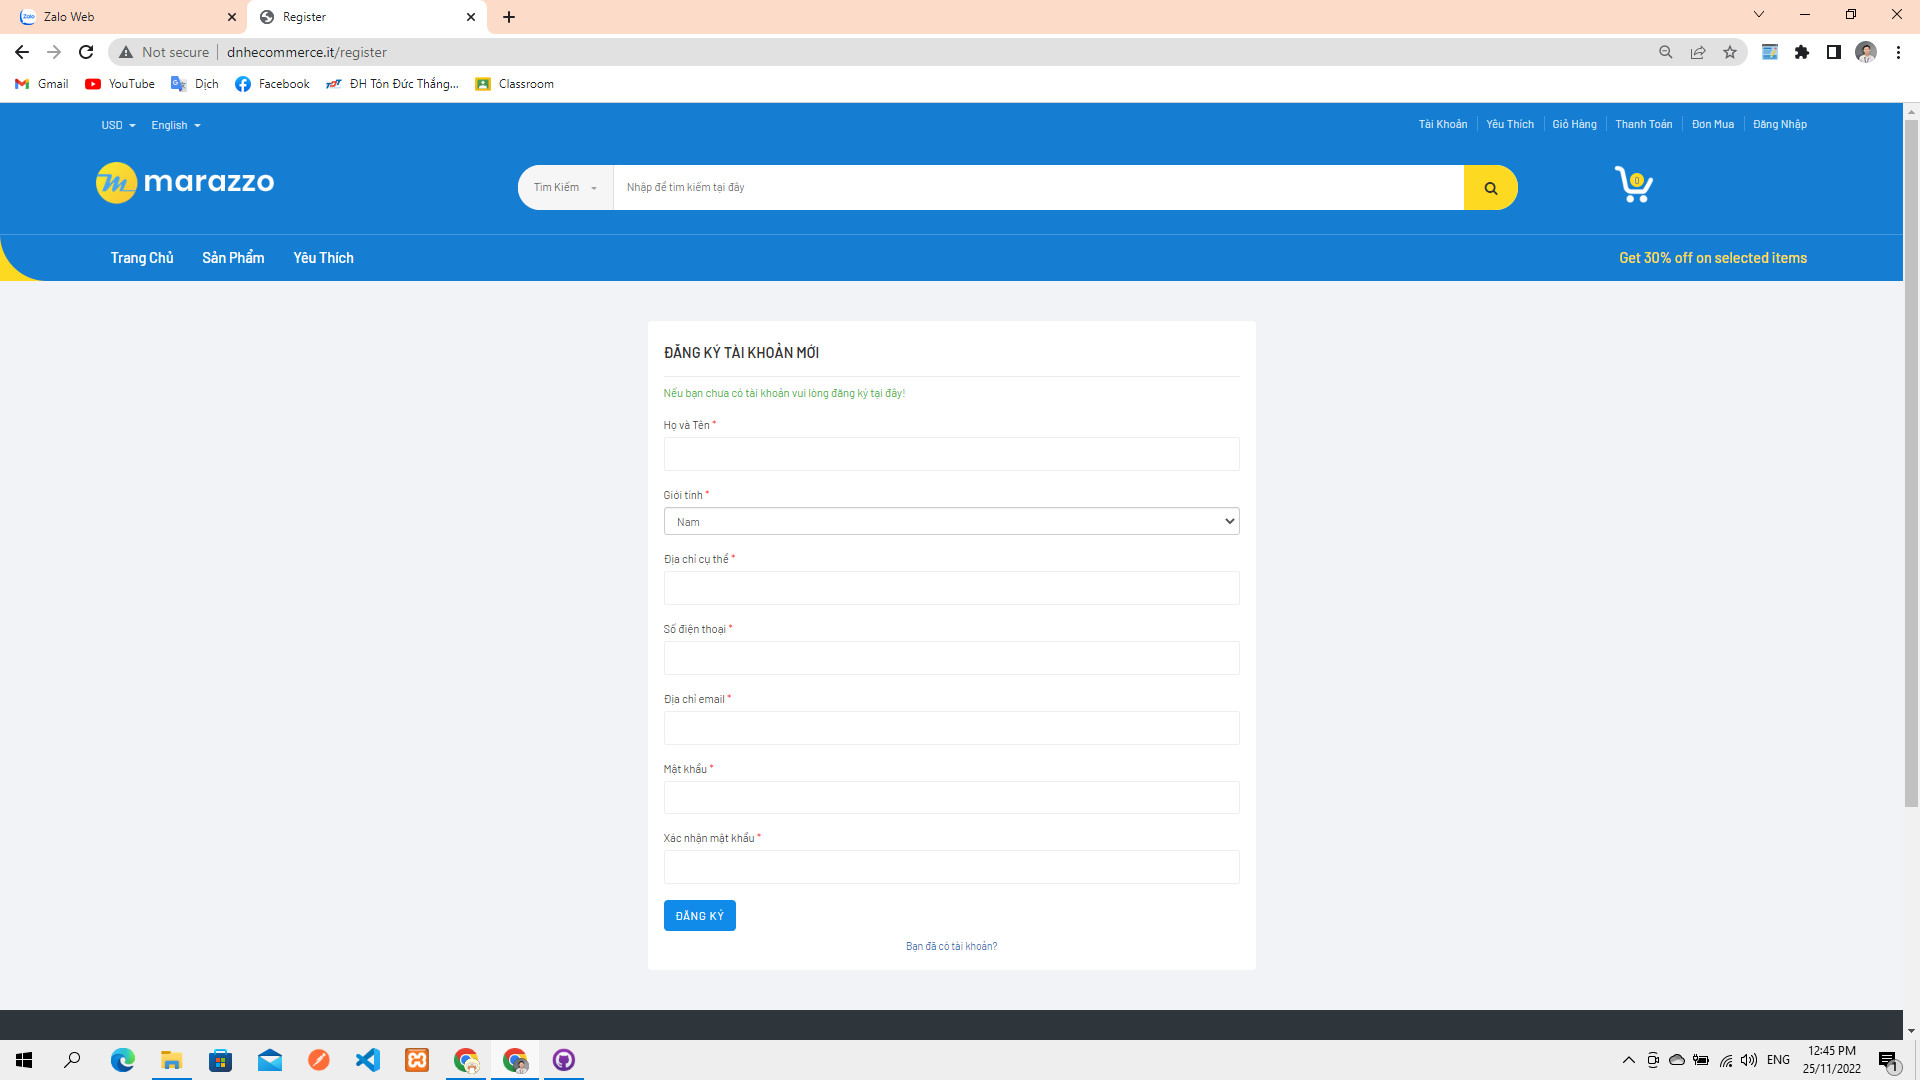 Zalo Web
Register
Not secure
dnhecommerce.it/register
Gmail
YouTube
Dịch
Facebook
ĐH Tôn Đức Thắng...
Classroom
USD
English
Tài Khoản
Yêu Thích
Giỏ Hàng
Thanh Toán
Đơn Mua
Đăng Nhập
marazzo
Tìm Kiếm
Nhập để tìm kiếm tại đây
0
Trang Chủ
Sản Phẩm
Yêu Thích
Get 30% off on selected items
ĐĂNG KÝ TÀI KHOẢN MỚI
Nếu bạn chưa có tài khoản vui lòng đăng ký tại đây!
Họ và Tên *
Giới tính *
Nam
Địa chỉ cụ thể *
Số điện thoại *
Địa chỉ email *
Mật khẩu *
Xác nhận mật khẩu *
ĐĂNG KÝ
Bạn đã có tài khoản?
ENG
12:45 PM
25/11/2022
1